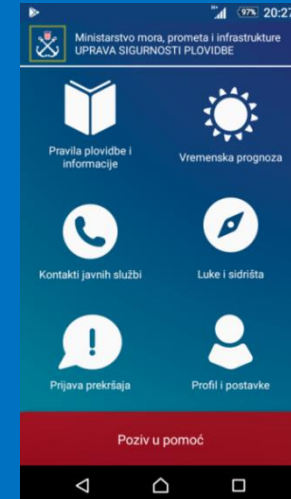 97% 20:27
Ministarstvo mora, prometa i infrastrukture
UPRAVA SIGURNOSTI PLOVIDBE
Pravila plovidbe i
informacije
Vremenska prognoza
Kontakti javnih službi
Luke i sidrišta
Prijava prekršaja
Profil i postavke
Poziv u pomoć